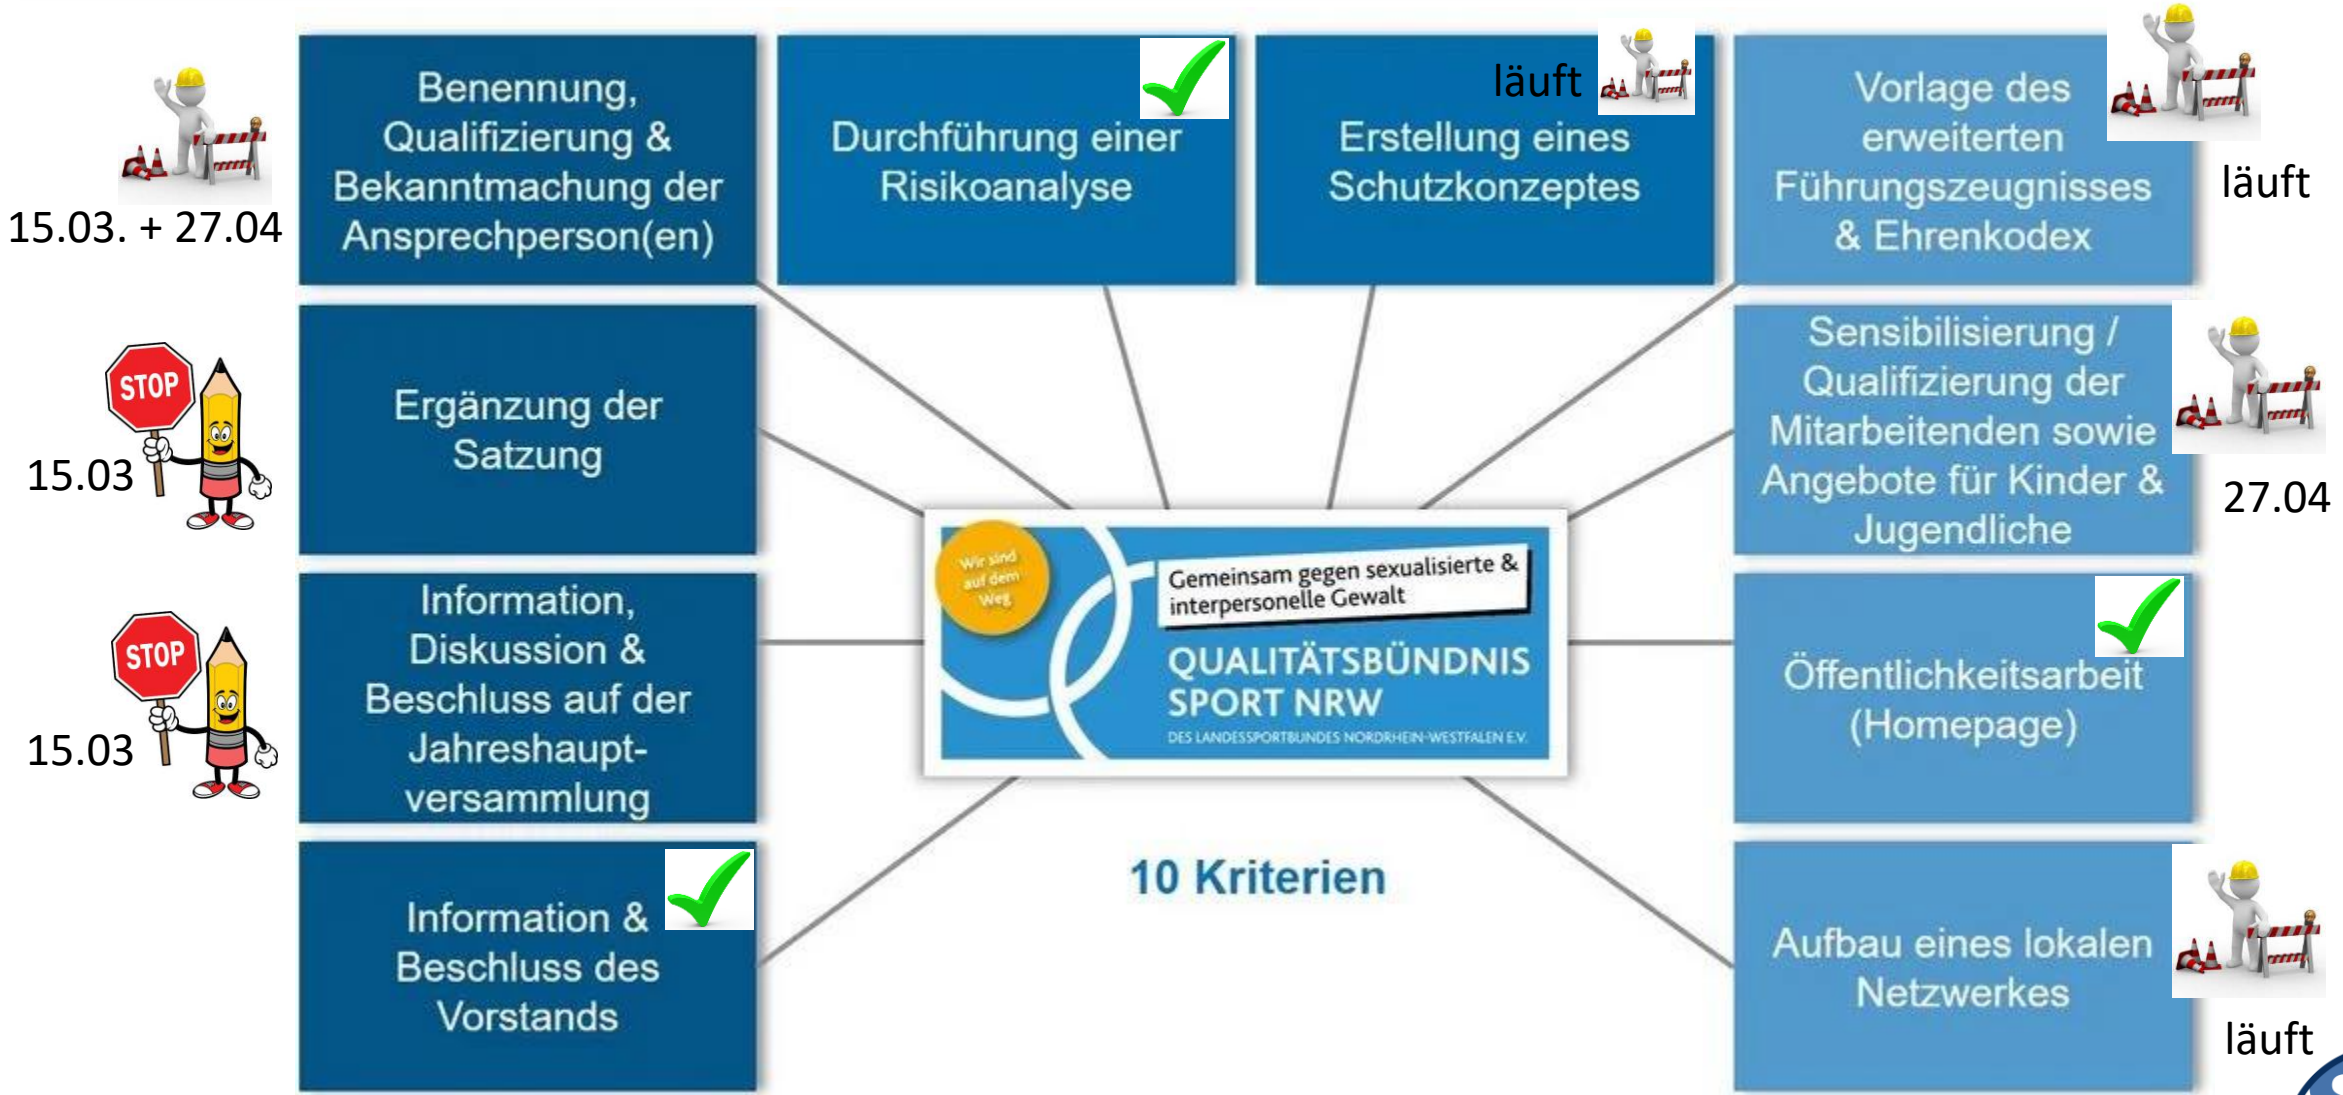 Benennung,
Qualifizierung &
Bekanntmachung der
Ansprechperson(en)
15.03. + 27.04
Durchführung einer
Risikoanalyse
läuft
Erstellung eines
Schutzkonzeptes
Vorlage des
erweiterten
Führungszeugnisses
& Ehrenkodex
läuft
STOP
15.03
Ergänzung der
Satzung
Sensibilisierung /
Qualifizierung der
Mitarbeitenden sowie
Angebote für Kinder &
Jugendliche
27.04
STOP
15.03
Information,
Diskussion &
Beschluss auf der
Jahreshaupt-
versammlung
Wir sind
auf dem
Weg
Gemeinsam gegen sexualisierte &
interpersonelle Gewalt
QUALITÄTSBÜNDNIS
SPORT NRW
DES LANDESSPORTBUNDES NORDRHEIN-WESTFALEN E.V.
Öffentlichkeitsarbeit
(Homepage)
Information &
Beschluss des
Vorstands
10 Kriterien
Aufbau eines lokalen
Netzwerkes
läuft